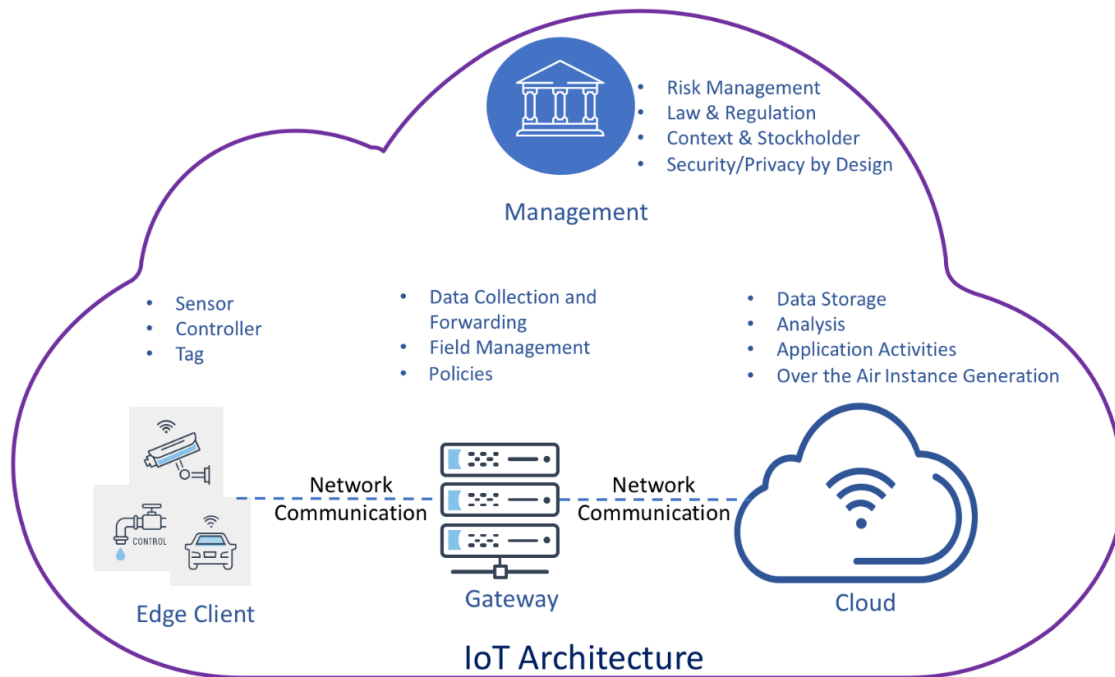 • Risk Management
• Law & Regulation
• Context & Stockholder
• Security/Privacy by Design
Management
• Sensor
• Controller
• Tag
• Data Collection and
Forwarding
• Field Management
• Policies
• Data Storage
• Analysis
• Application Activities
• Over the Air Instance Generation
CONTROL
Network
Communication
Network
Communication
Edge Client
Gateway
Cloud
IoT Architecture